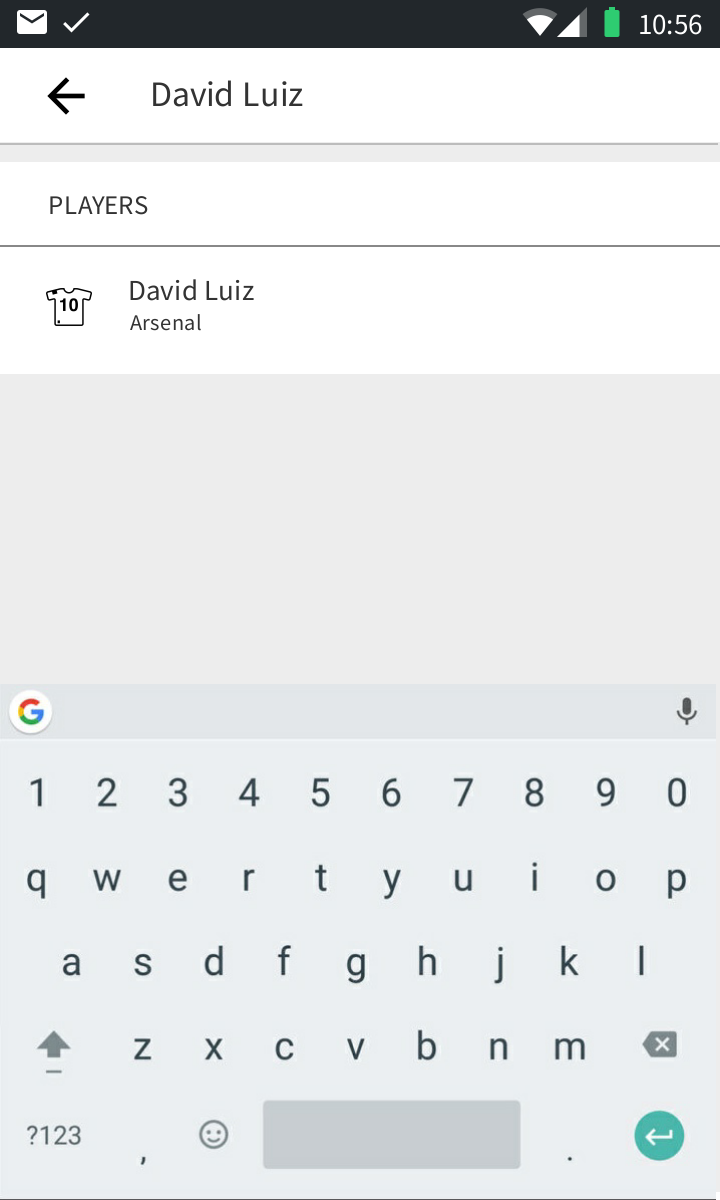 10:56
David Luiz
PLAYERS
10
David Luiz
Arsenal
G
1 2 3 4 5 6 7 8 9 0
q w e r t y u i o p
a s d f g h j k l
z x c v b n m
?123 , .